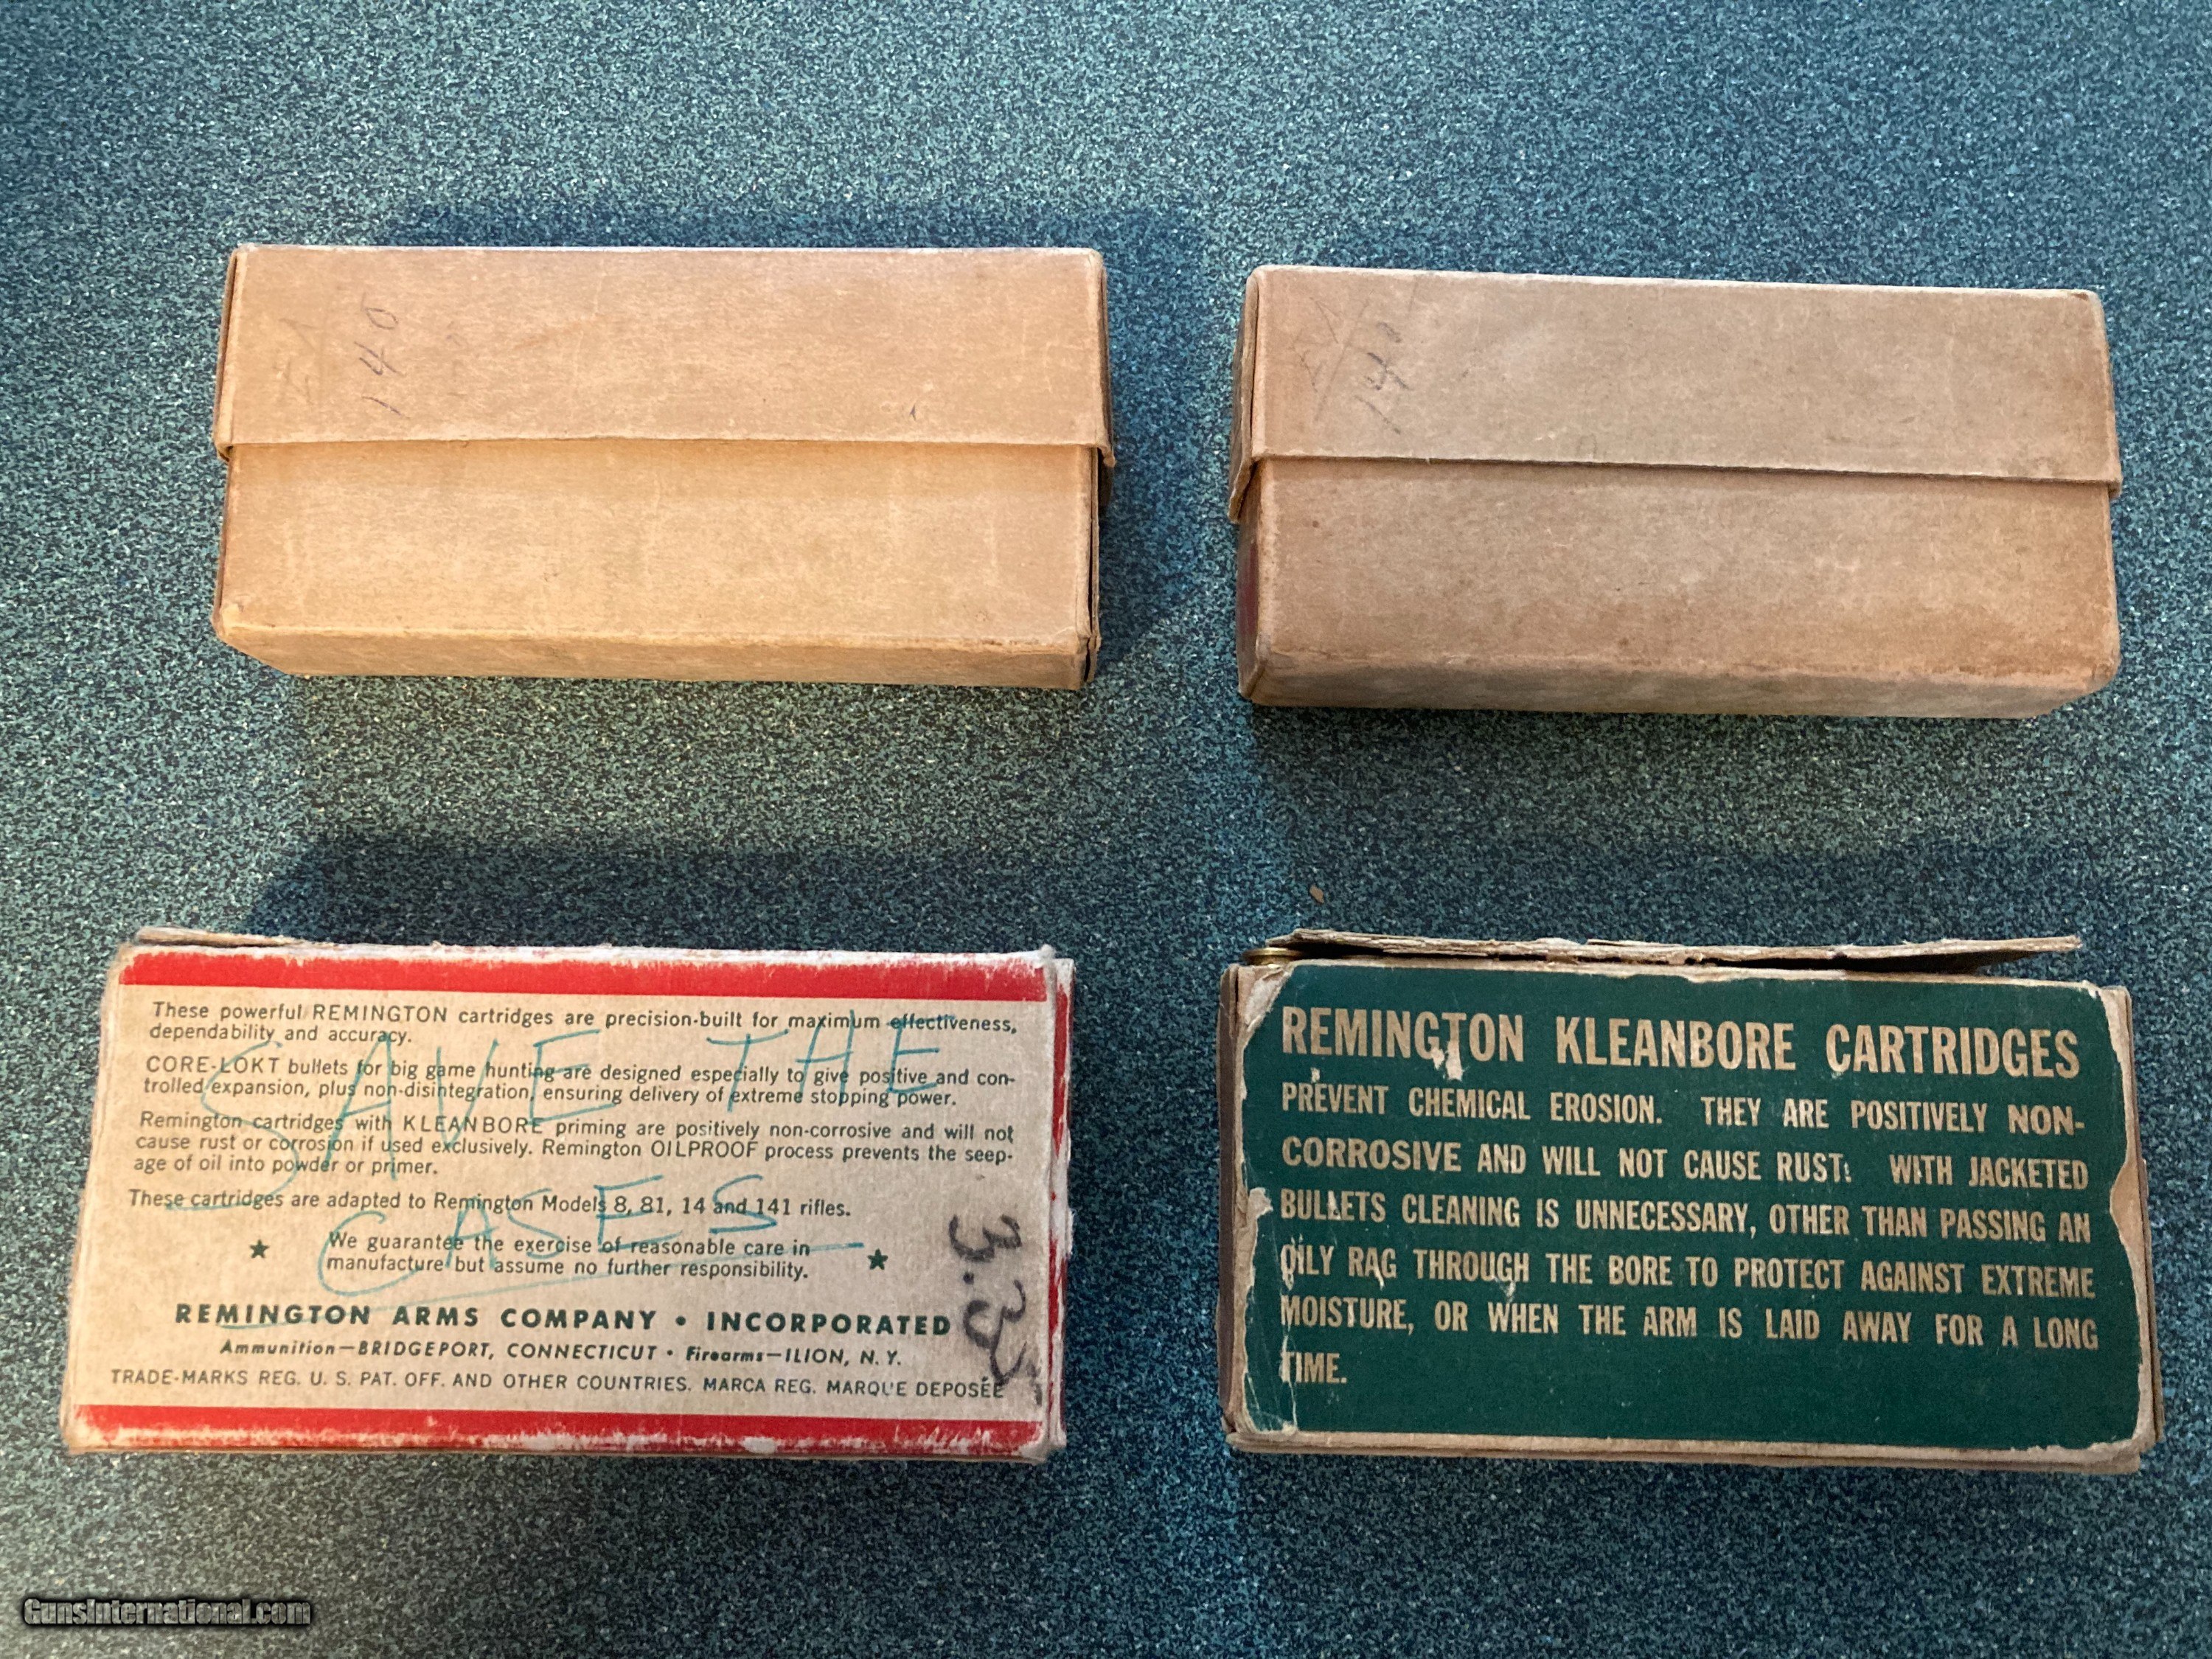 140
140
These powerful REMINGTON cartridges are precision-built for maximum effectiveness,
dependability and accuracy.
CORE-LOKT bullets for big game hunting are designed especially to give positive and con-
trolled expansion, plus non-disintegration, ensuring delivery of extreme stopping power.
Remington cartridges with KLEANBORE priming are positively non-corrosive and will not
cause rust or corrosion if used exclusively. Remington OILPROOF process prevents the seep-
age of oil into powder or primer.
These cartridges are adapted to Remington Models 8, 81, 14 and 141 rifles.
★ We guarantee the exercise of reasonable care in ★
manufacture but assume no further responsibility.
REMINGTON ARMS COMPANY • INCORPORATED
Ammunition—BRIDGEPORT, CONNECTICUT • Firearms—ILION, N. Y.
TRADE-MARKS REG. U. S. PAT. OFF. AND OTHER COUNTRIES. MARCA REG. MARQUE DEPOSÉE
SAVE THE
CASES
3.35
REMINGTON KLEANBORE CARTRIDGES
PREVENT CHEMICAL EROSION. THEY ARE POSITIVELY NON-
CORROSIVE AND WILL NOT CAUSE RUST. WITH JACKETED
BULLETS CLEANING IS UNNECESSARY, OTHER THAN PASSING AN
OILY RAG THROUGH THE BORE TO PROTECT AGAINST EXTREME
MOISTURE, OR WHEN THE ARM IS LAID AWAY FOR A LONG
TIME.
GunsInternational.com